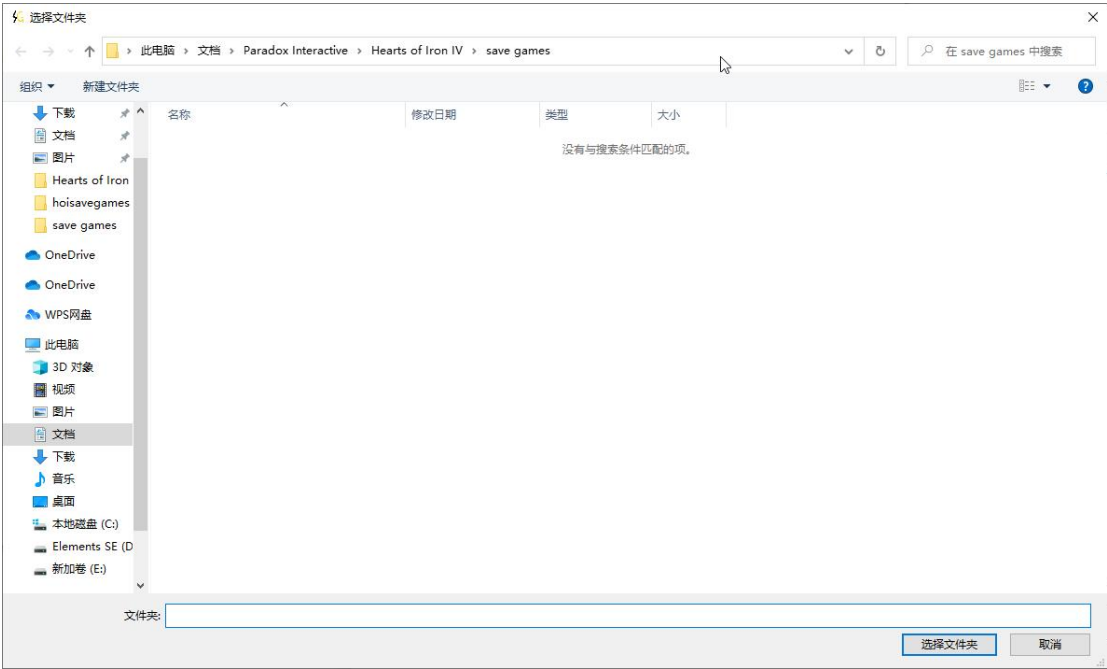 选择文件夹
此电脑 › 文档 › Paradox Interactive › Hearts of Iron IV › save games
在 save games 中搜索
组织
新建文件夹
名称
修改日期
类型
大小
没有与搜索条件匹配的项。
下载
文档
图片
Hearts of Iron
hoisavegames
save games
OneDrive
OneDrive
WPS网盘
此电脑
3D 对象
视频
图片
文档
下载
音乐
桌面
本地磁盘 (C:)
Elements SE (D
新加卷 (E:)
文件夹:
选择文件夹
取消